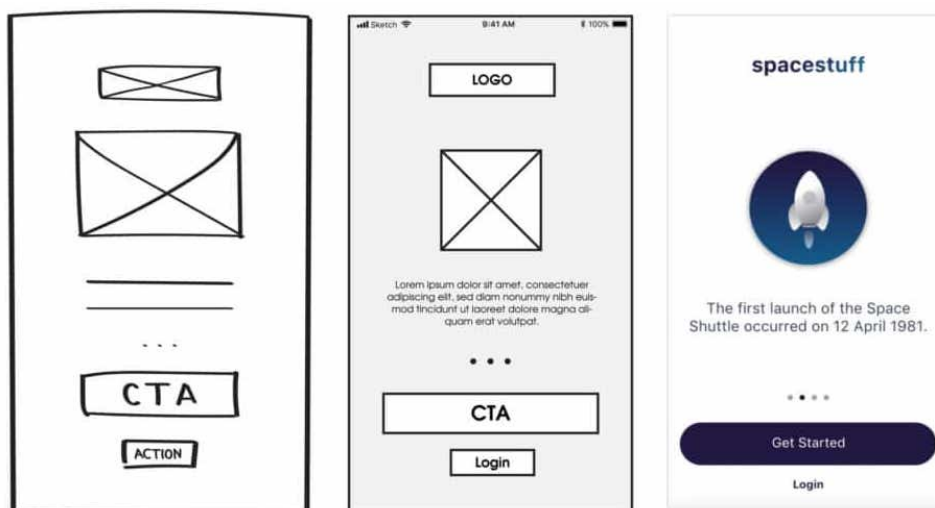 CTA
ACTION
Sketch
9:41 AM
100%
LOGO
Lorem ipsum dolor sit amet, consectetuer
adipiscing elit, sed diam nonummy nibh euis-
mod tincidunt ut laoreet dolore magna ali-
quam erat volutpat.
CTA
Login
spacestuff
The first launch of the Space
Shuttle occurred on 12 April 1981.
Get Started
Login